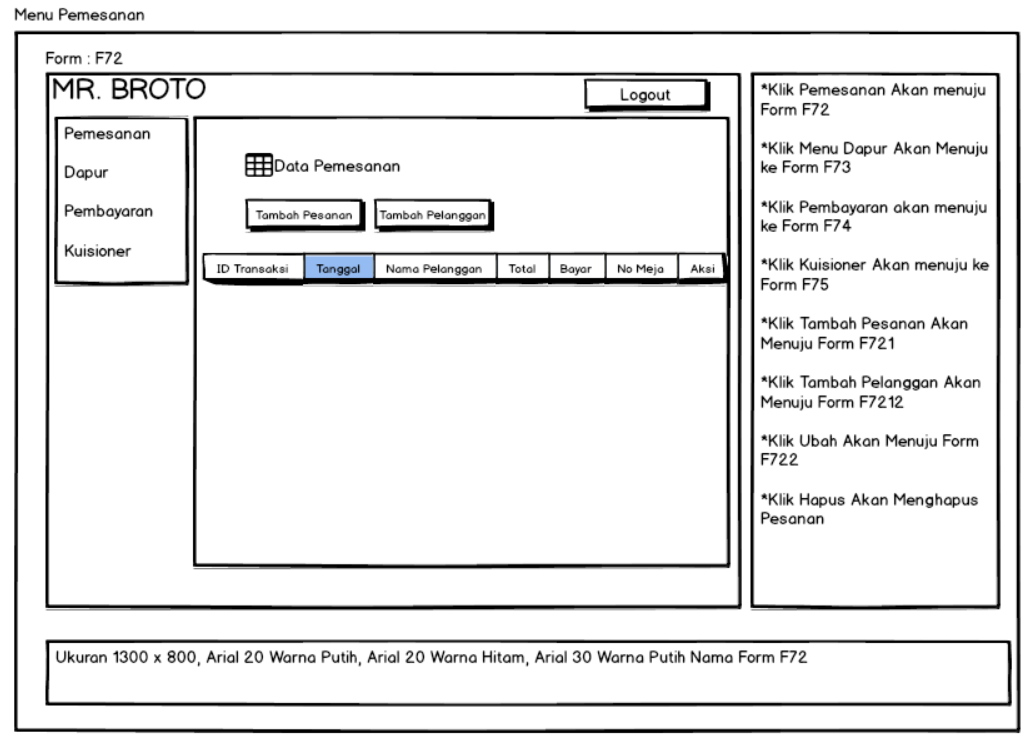 Menu Pemesanan
Form : F72
MR. BROTO
Logout
Pemesanan
Dapur
Pembayaran
Kuisioner
Data Pemesanan
Tambah Pesanan
Tambah Pelanggan
ID Transaksi Tanggal Nama Pelanggan Total Bayar No Meja Aksi
*Klik Pemesanan Akan menuju
Form F72
*Klik Menu Dapur Akan Menuju
ke Form F73
*Klik Pembayaran akan menuju
ke Form F74
*Klik Kuisioner Akan menuju ke
Form F75
*Klik Tambah Pesanan Akan
Menuju Form F721
*Klik Tambah Pelanggan Akan
Menuju Form F7212
*Klik Ubah Akan Menuju Form
F722
*Klik Hapus Akan Menghapus
Pesanan
Ukuran 1300 x 800, Arial 20 Warna Putih, Arial 20 Warna Hitam, Arial 30 Warna Putih Nama Form F72